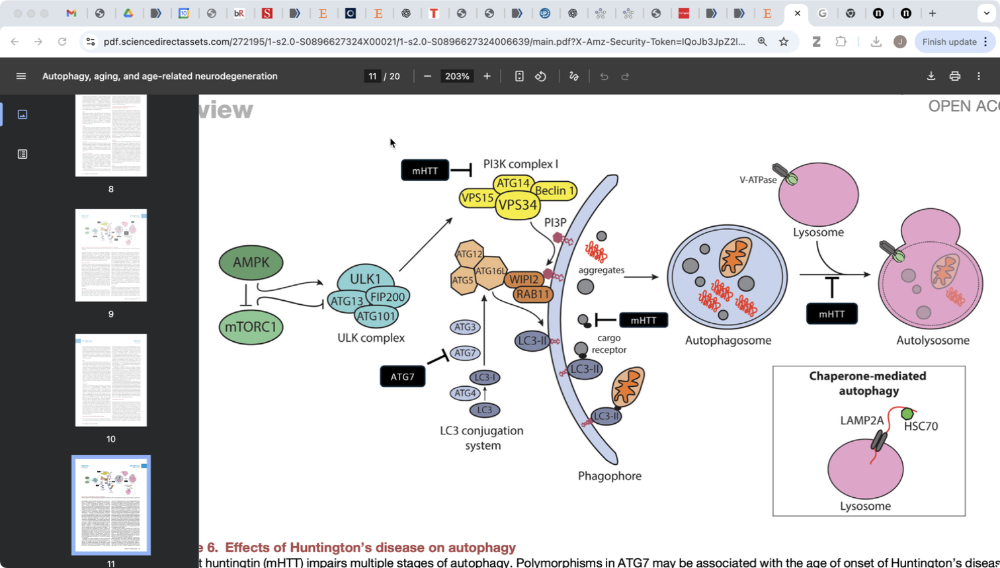 10
bR
S
E
E
T
UPS
E
G
n
n
pdf.sciencedirectassets.com/272195/1-s2.0-S0896627324X00021/1-s2.0-S0896627324006639/main.pdf?X-Amz-Security-Token=IQoJb3JpZ2l...
Z
J
Finish update
Autophagy, aging, and age-related neurodegeneration
11 / 20
203%
8
9
10
11
view
OPEN ACC
mHTT
PI3K complex I
ATG14
VPS15
Beclin 1
VPS34
PI3P
V-ATPase
Lysosome
AMPK
mTORC1
ULK1
ATG13
FIP200
ATG101
ULK complex
ATG12
ATG5
ATG16L
WIPI2
RAB11
aggregates
mHTT
cargo
receptor
mHTT
Autophagosome
Autolysosome
ATG3
ATG7
ATG7
LC3-I
ATG4
LC3
LC3-II
LC3-II
LC3-II
LC3 conjugation
system
Phagophore
Chaperone-mediated
autophagy
LAMP2A
HSC70
Lysosome
e 6. Effects of Huntington's disease on autophagy
t huntingtin (mHTT) impairs multiple stages of autophagy. Polymorphisms in ATG7 may be associated with the age of onset of Huntington's diseas